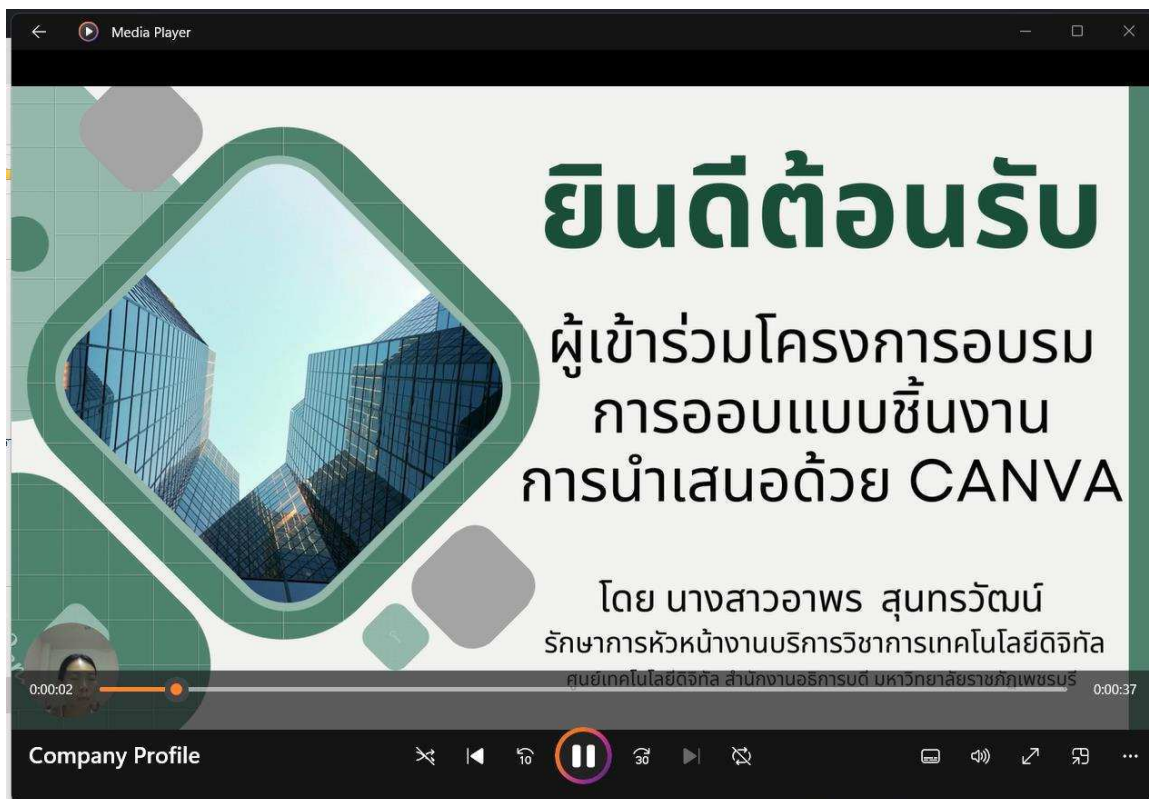 Media Player
ยินดีต้อนรับ
ผู้เข้าร่วมโครงการอบรม
การออบแบบชิ้นงาน
การนำเสนอด้วย CANVA
โดย นางสาวอาพร สุนทรวัฒน์
รักษาการหัวหน้างานบริการวิชาการเทคโนโลยีดิจิทัล
ศูนย์เทคโนโลยีดิจิทัล สำนักงานอธิการบดี มหาวิทยาลัยราชภัฏเพชรบุรี
0:00:02
0:00:37
Company Profile
10
30